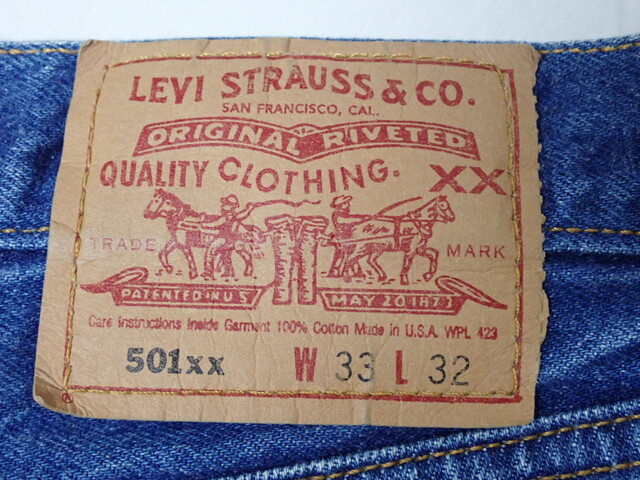 LEVI STRAUSS & CO.
SAN FRANCISCO, CAL.
ORIGINAL RIVETED
QUALITY CLOTHING. XX
TRADE MARK
PATENTED IN U S MAY 20 1873
Care Instructions Inside Garment 100% Cotton Made in U.S.A. WPL 423
501xx W 33 L 32
®